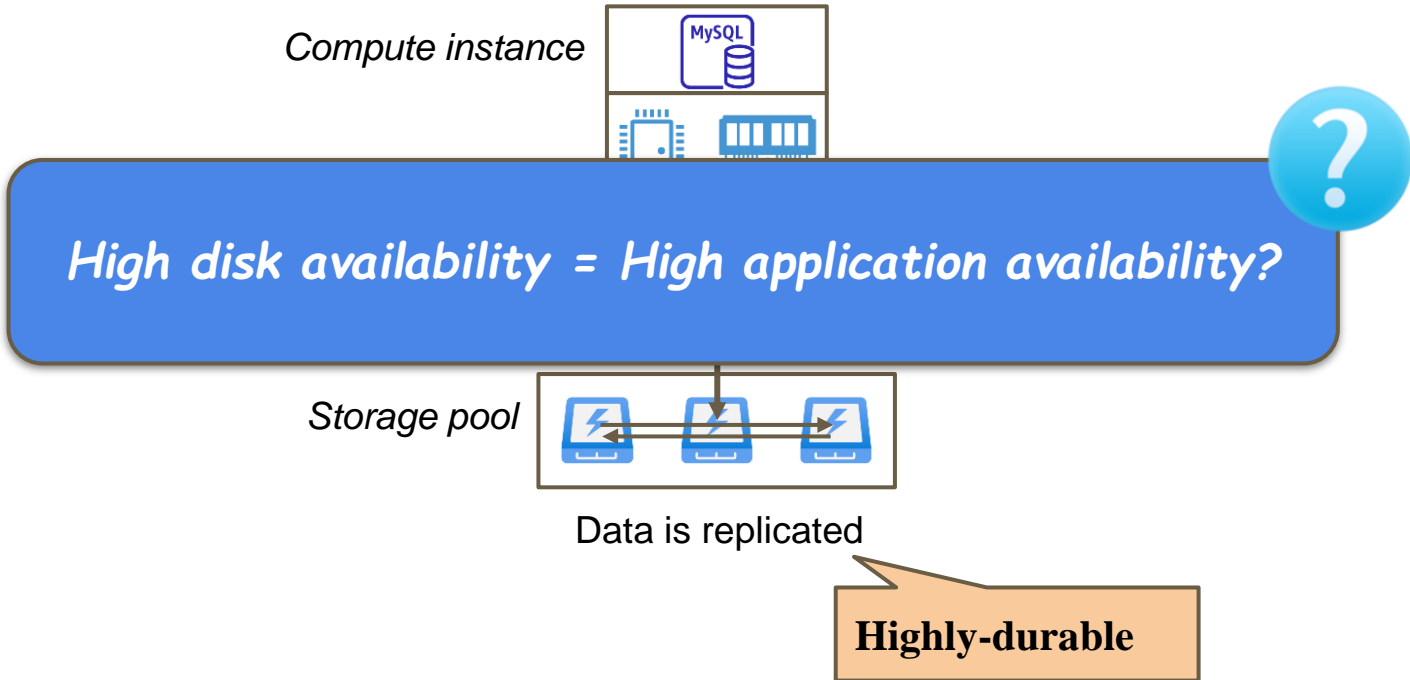 Compute instance
MySQL
?
High disk availability = High application availability?
Storage pool
Data is replicated
Highly-durable